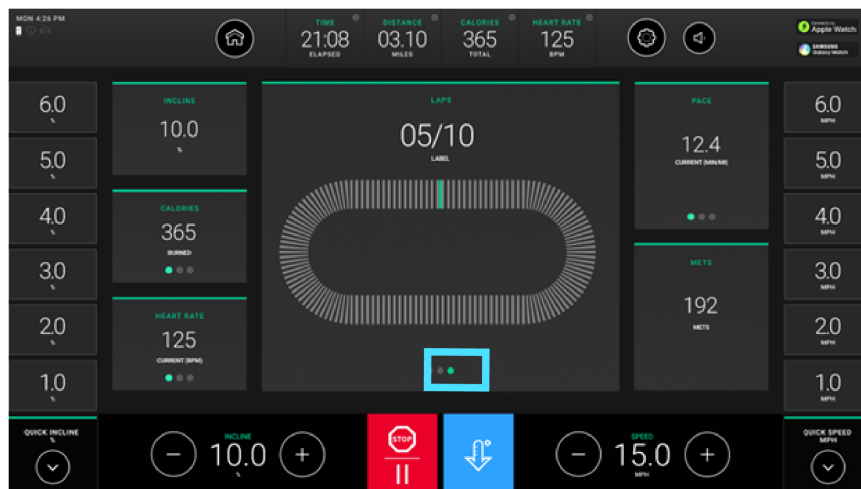 MON 4:26 PM
TIME
21:08
ELAPSED
DISTANCE
03.10
MILES
CALORIES
365
TOTAL
HEART RATE
125
BPM
Connects to
Apple Watch
SAMSUNG
Galaxy Watch
6.0
%
5.0
%
4.0
%
3.0
%
2.0
%
1.0
%
QUICK INCLINE
%
INCLINE
10.0
%
CALORIES
365
BURNED
HEART RATE
125
CURRENT (BPM)
LAPS
05/10
LABEL
PACE
12.4
CURRENT (MIN/MI)
METS
192
METS
6.0
MPH
5.0
MPH
4.0
MPH
3.0
MPH
2.0
MPH
1.0
MPH
QUICK SPEED
MPH
INCLINE
10.0
%
STOP
SPEED
15.0
MPH